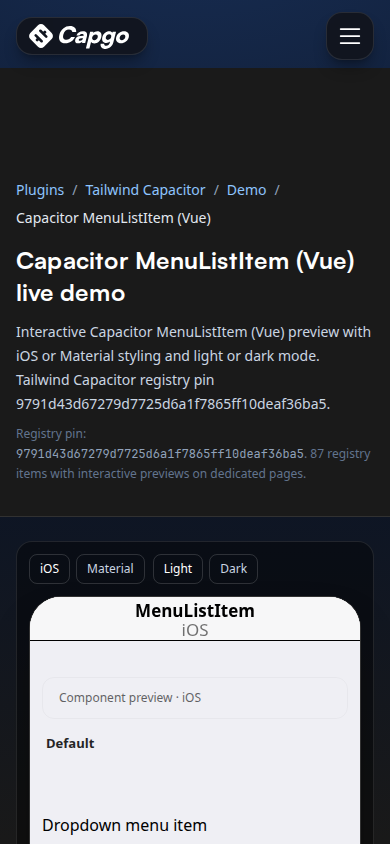 Capgo
Plugins / Tailwind Capacitor / Demo /
Capacitor MenuListItem (Vue)
Capacitor MenuListItem (Vue)
live demo
Interactive Capacitor MenuListItem (Vue) preview with
iOS or Material styling and light or dark mode.
Tailwind Capacitor registry pin
9791d43d67279d7725d6a1f7865ff10deaf36ba5.
Registry pin:
9791d43d67279d7725d6a1f7865ff10deaf36ba5. 87 registry
items with interactive previews on dedicated pages.
iOS Material Light Dark
MenuListItem
iOS
Component preview · iOS
Default
Dropdown menu item